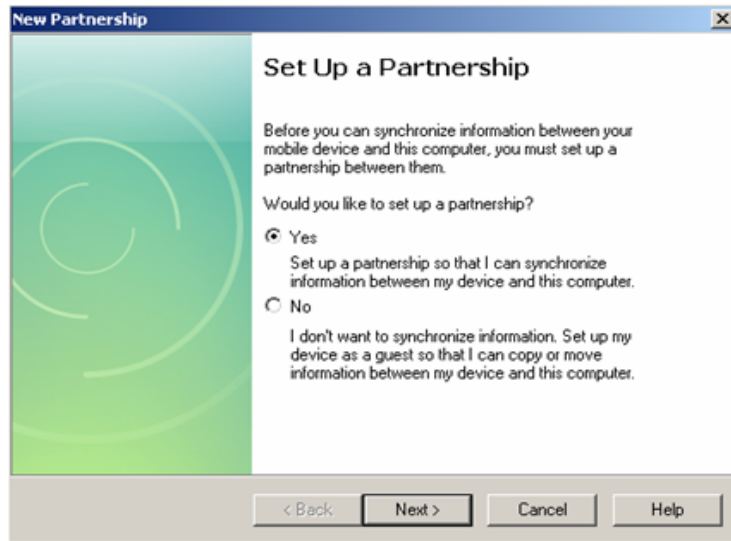 New Partnership
Set Up a Partnership
Before you can synchronize information between your
mobile device and this computer, you must set up a
partnership between them.
Would you like to set up a partnership?
Yes
Set up a partnership so that I can synchronize
information between my device and this computer.
No
I don't want to synchronize information. Set up my
device as a guest so that I can copy or move
information between my device and this computer.
< Back Next > Cancel Help